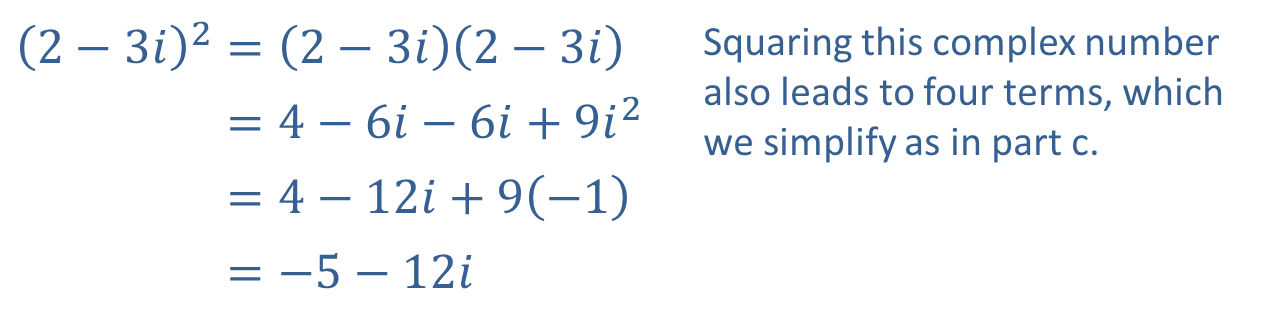 (2 − 3i)² = (2 − 3i)(2 − 3i)
= 4 − 6i − 6i + 9i²
= 4 − 12i + 9(−1)
= −5 − 12i
Squaring this complex number
also leads to four terms, which
we simplify as in part c.